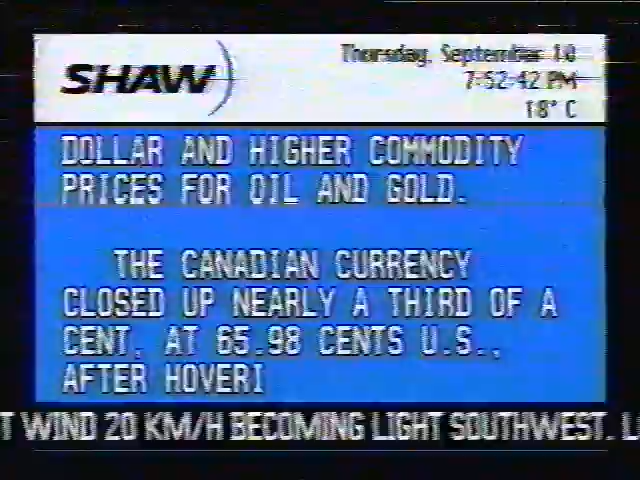 SHAW)
Thursday, September 10
7:52:42 PM
18° C
DOLLAR AND HIGHER COMMODITY
PRICES FOR OIL AND GOLD.
THE CANADIAN CURRENCY
CLOSED UP NEARLY A THIRD OF A
CENT, AT 65.98 CENTS U.S.,
AFTER HOVERI
T WIND 20 KM/H BECOMING LIGHT SOUTHWEST. L